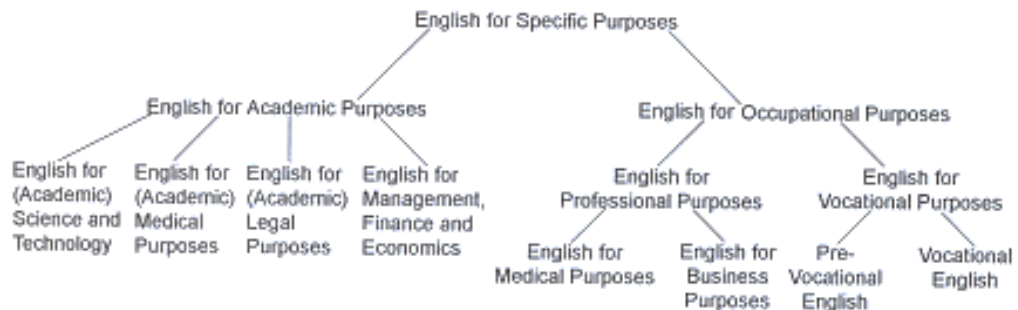 English for Specific Purposes
English for Academic Purposes
English for Occupational Purposes
English for
(Academic)
Science and
Technology
English for
(Academic)
Medical
Purposes
English for
(Academic)
Legal
Purposes
English for
Management,
Finance and
Economics
English for
Professional Purposes
English for
Vocational Purposes
English for
Medical Purposes
English for
Business
Purposes
Pre-
Vocational
English
Vocational
English